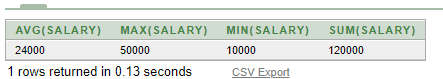 AVG(SALARY) MAX(SALARY) MIN(SALARY) SUM(SALARY)
24000 50000 10000 120000
1 rows returned in 0.13 seconds CSV Export